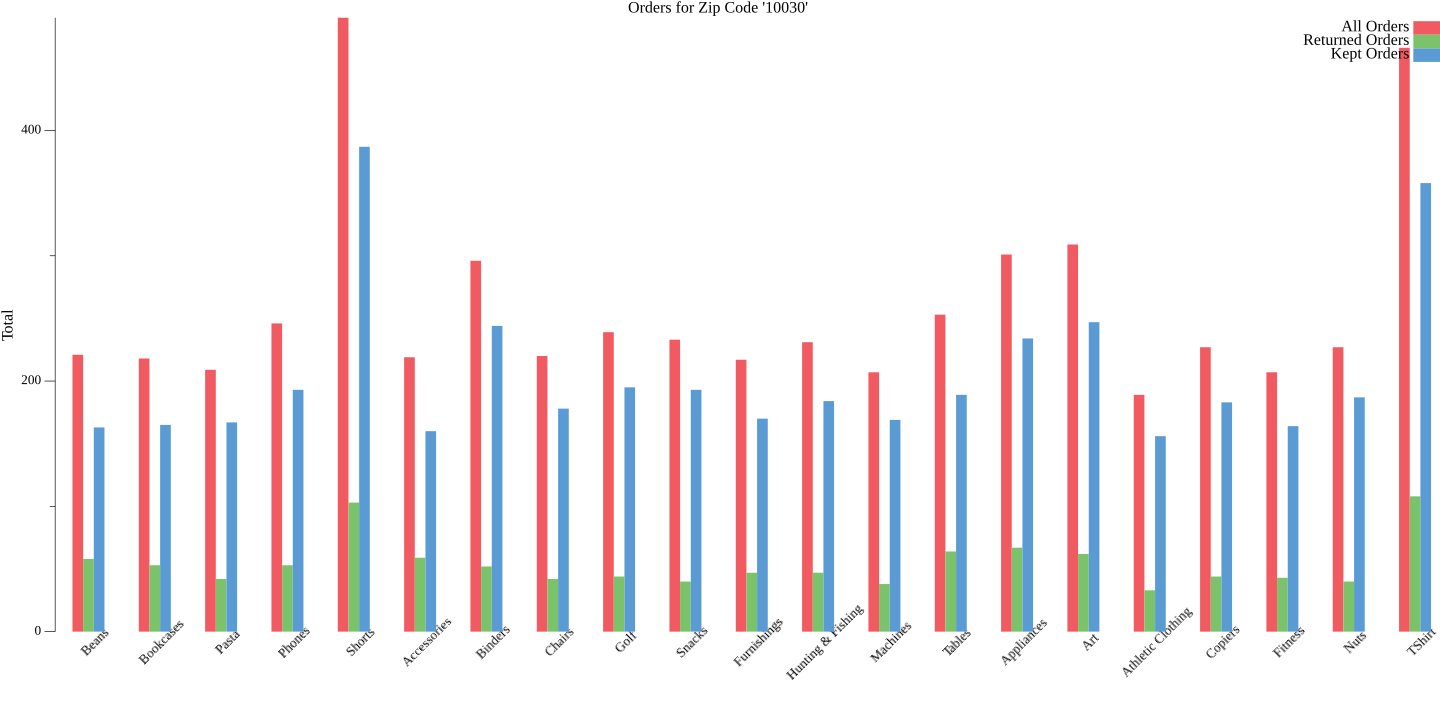 Orders for Zip Code '10030'
All Orders
Returned Orders
Kept Orders
Total
400
200
0
Beans
Bookcases
Pasta
Phones
Shorts
Accessories
Binders
Chairs
Golf
Snacks
Furnishings
Hunting & Fishing
Machines
Tables
Appliances
Art
Athletic Clothing
Copiers
Fitness
Nuts
TShirt